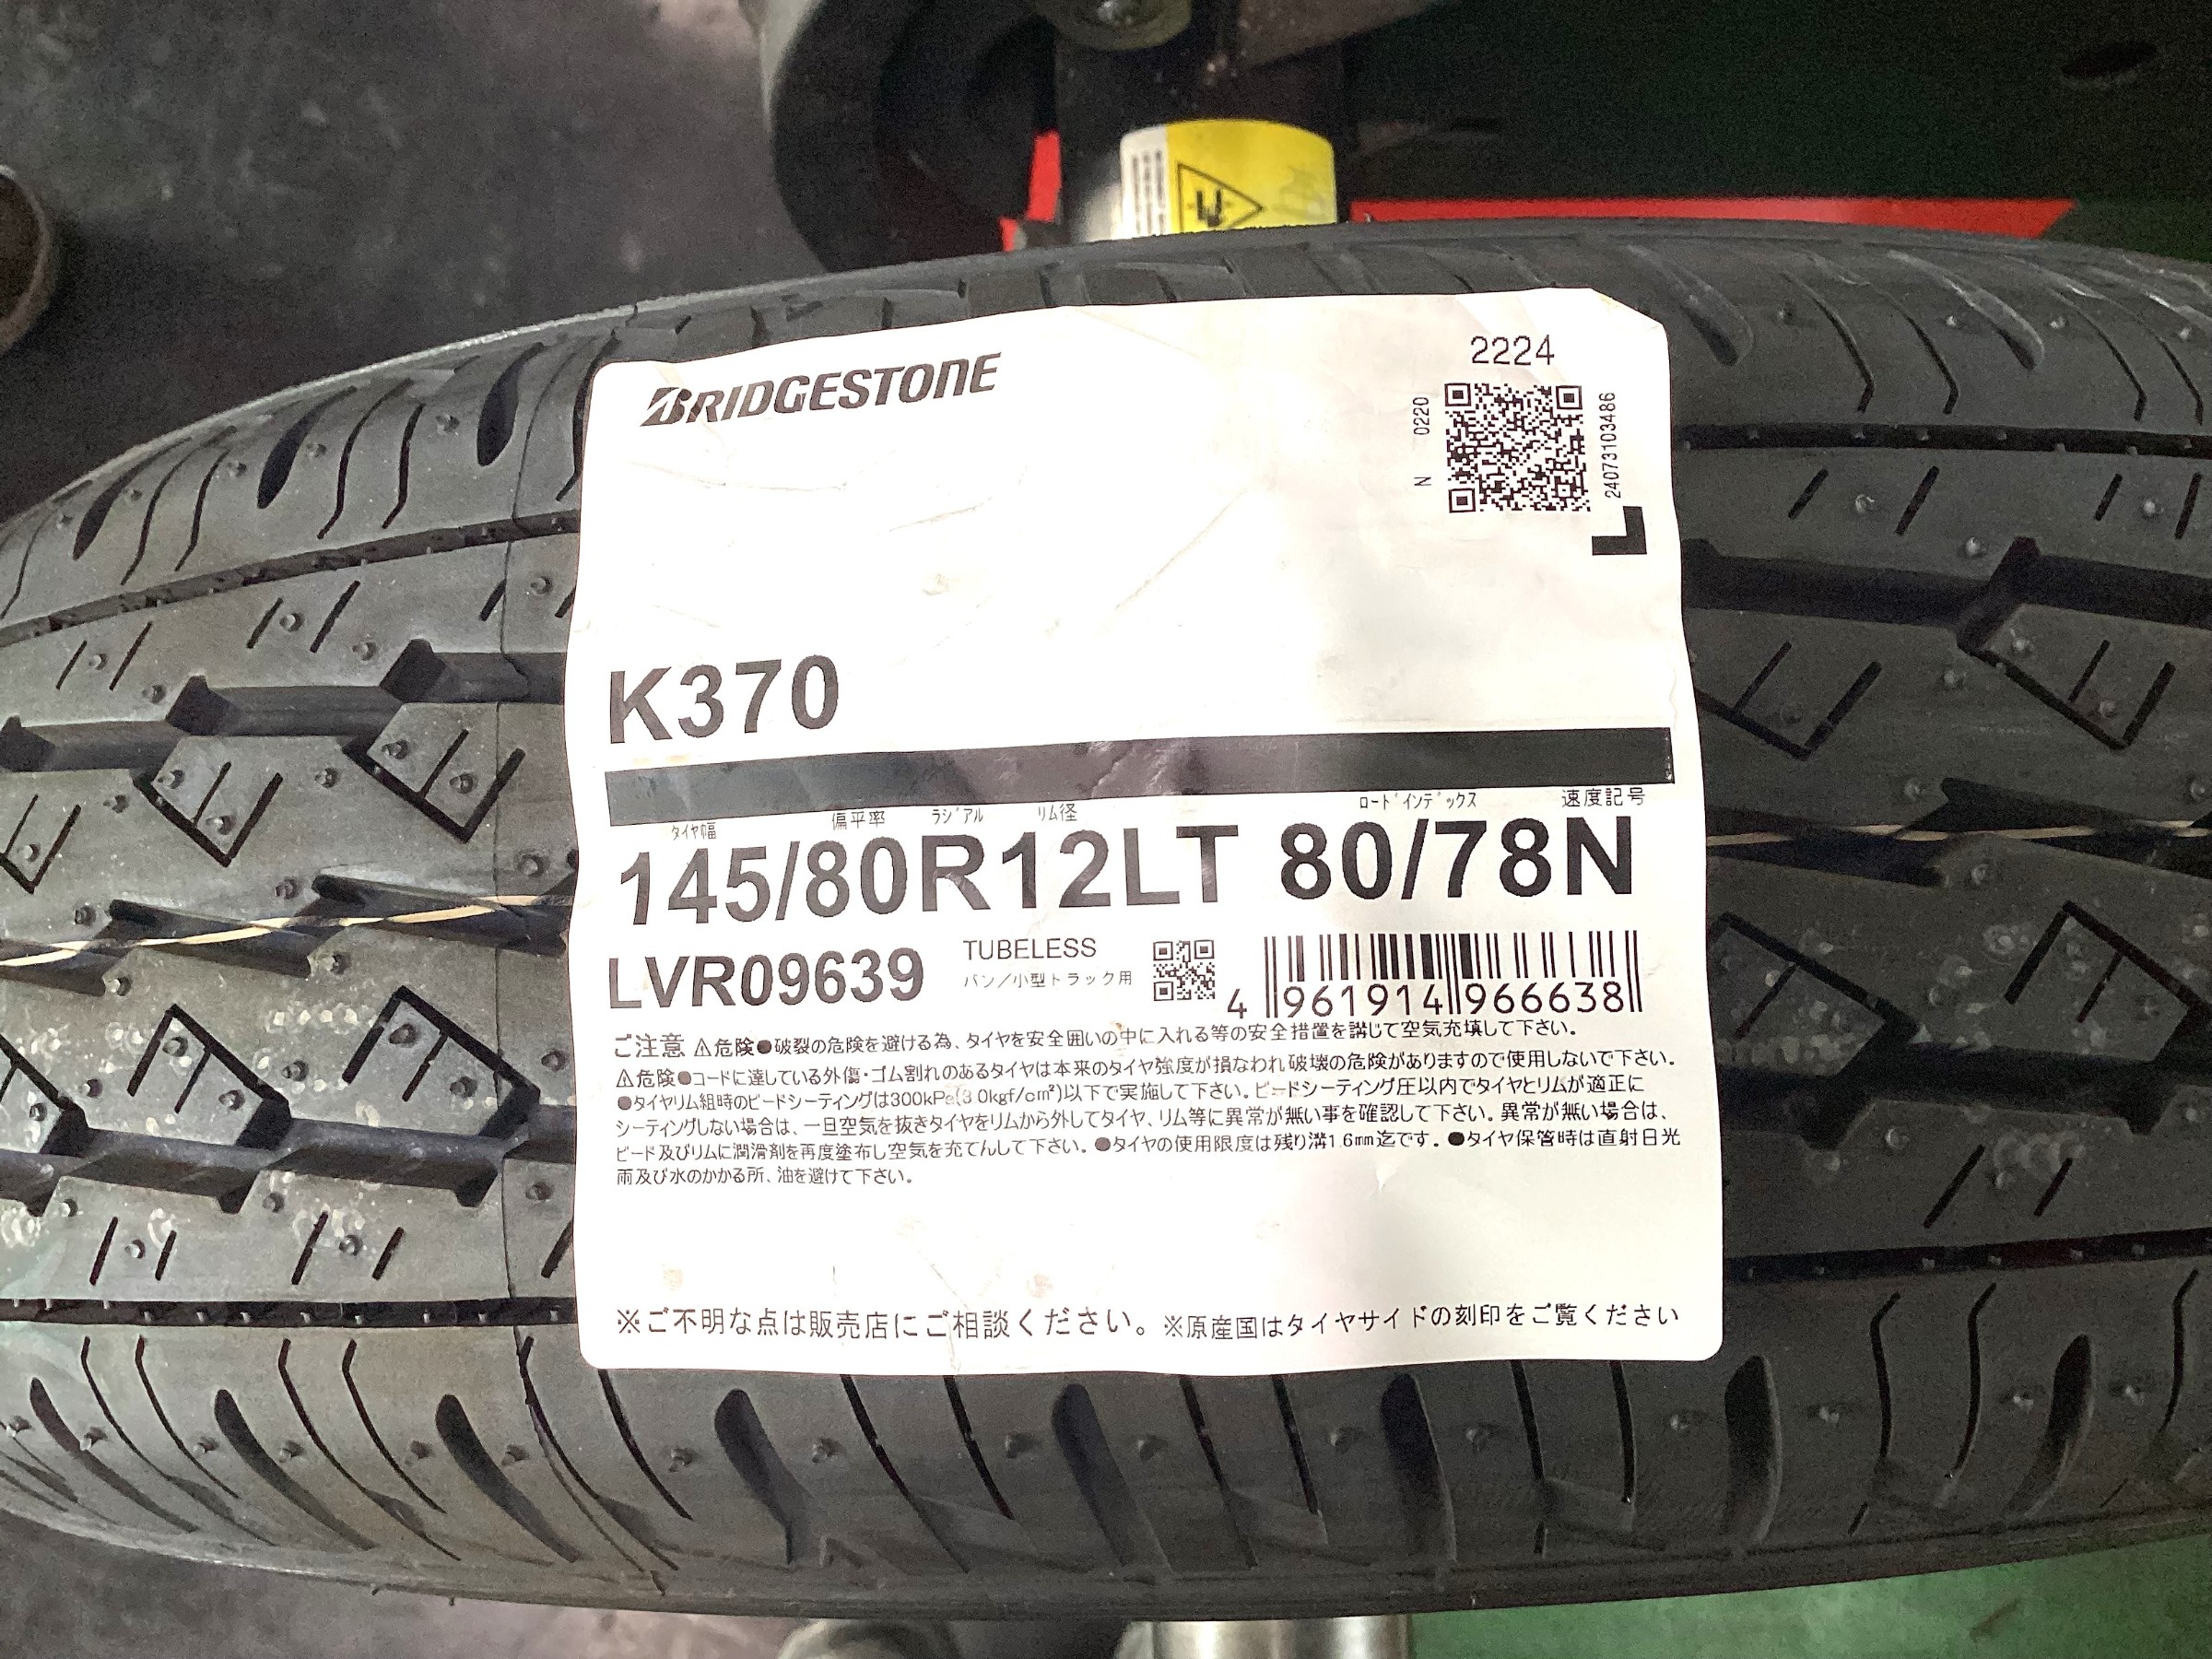 BRIDGESTONE
2224
N 0220
240731103486
L
K370
タイヤ幅 偏平率 ラジアル リム径 ロードインデックス 速度記号
145/80R12LT 80/78N
LVR09639
TUBELESS
バン/小型トラック用
4 961914 966638
ご注意 ⚠危険●破裂の危険を避ける為、タイヤを安全囲いの中に入れる等の安全措置を講じて空気充填して下さい。
⚠危険●コードに達している外傷・ゴム割れのあるタイヤは本来のタイヤ強度が損なわれ破壊の危険がありますので使用しないで下さい。
●タイヤリム組時のビードシーティングは300kPa(3.0kgf/c㎡)以下で実施して下さい。ビードシーティング圧以内でタイヤとリムが適正に
シーティングしない場合は、一旦空気を抜きタイヤをリムから外してタイヤ、リム等に異常が無い事を確認して下さい。異常が無い場合は、
ビード及びリムに潤滑剤を再度塗布し空気を充てんして下さい。●タイヤの使用限度は残り溝1.6mm迄です。●タイヤ保管時は直射日光
雨及び水のかかる所、油を避けて下さい。
※ご不明な点は販売店にご相談ください。※原産国はタイヤサイドの刻印をご覧ください